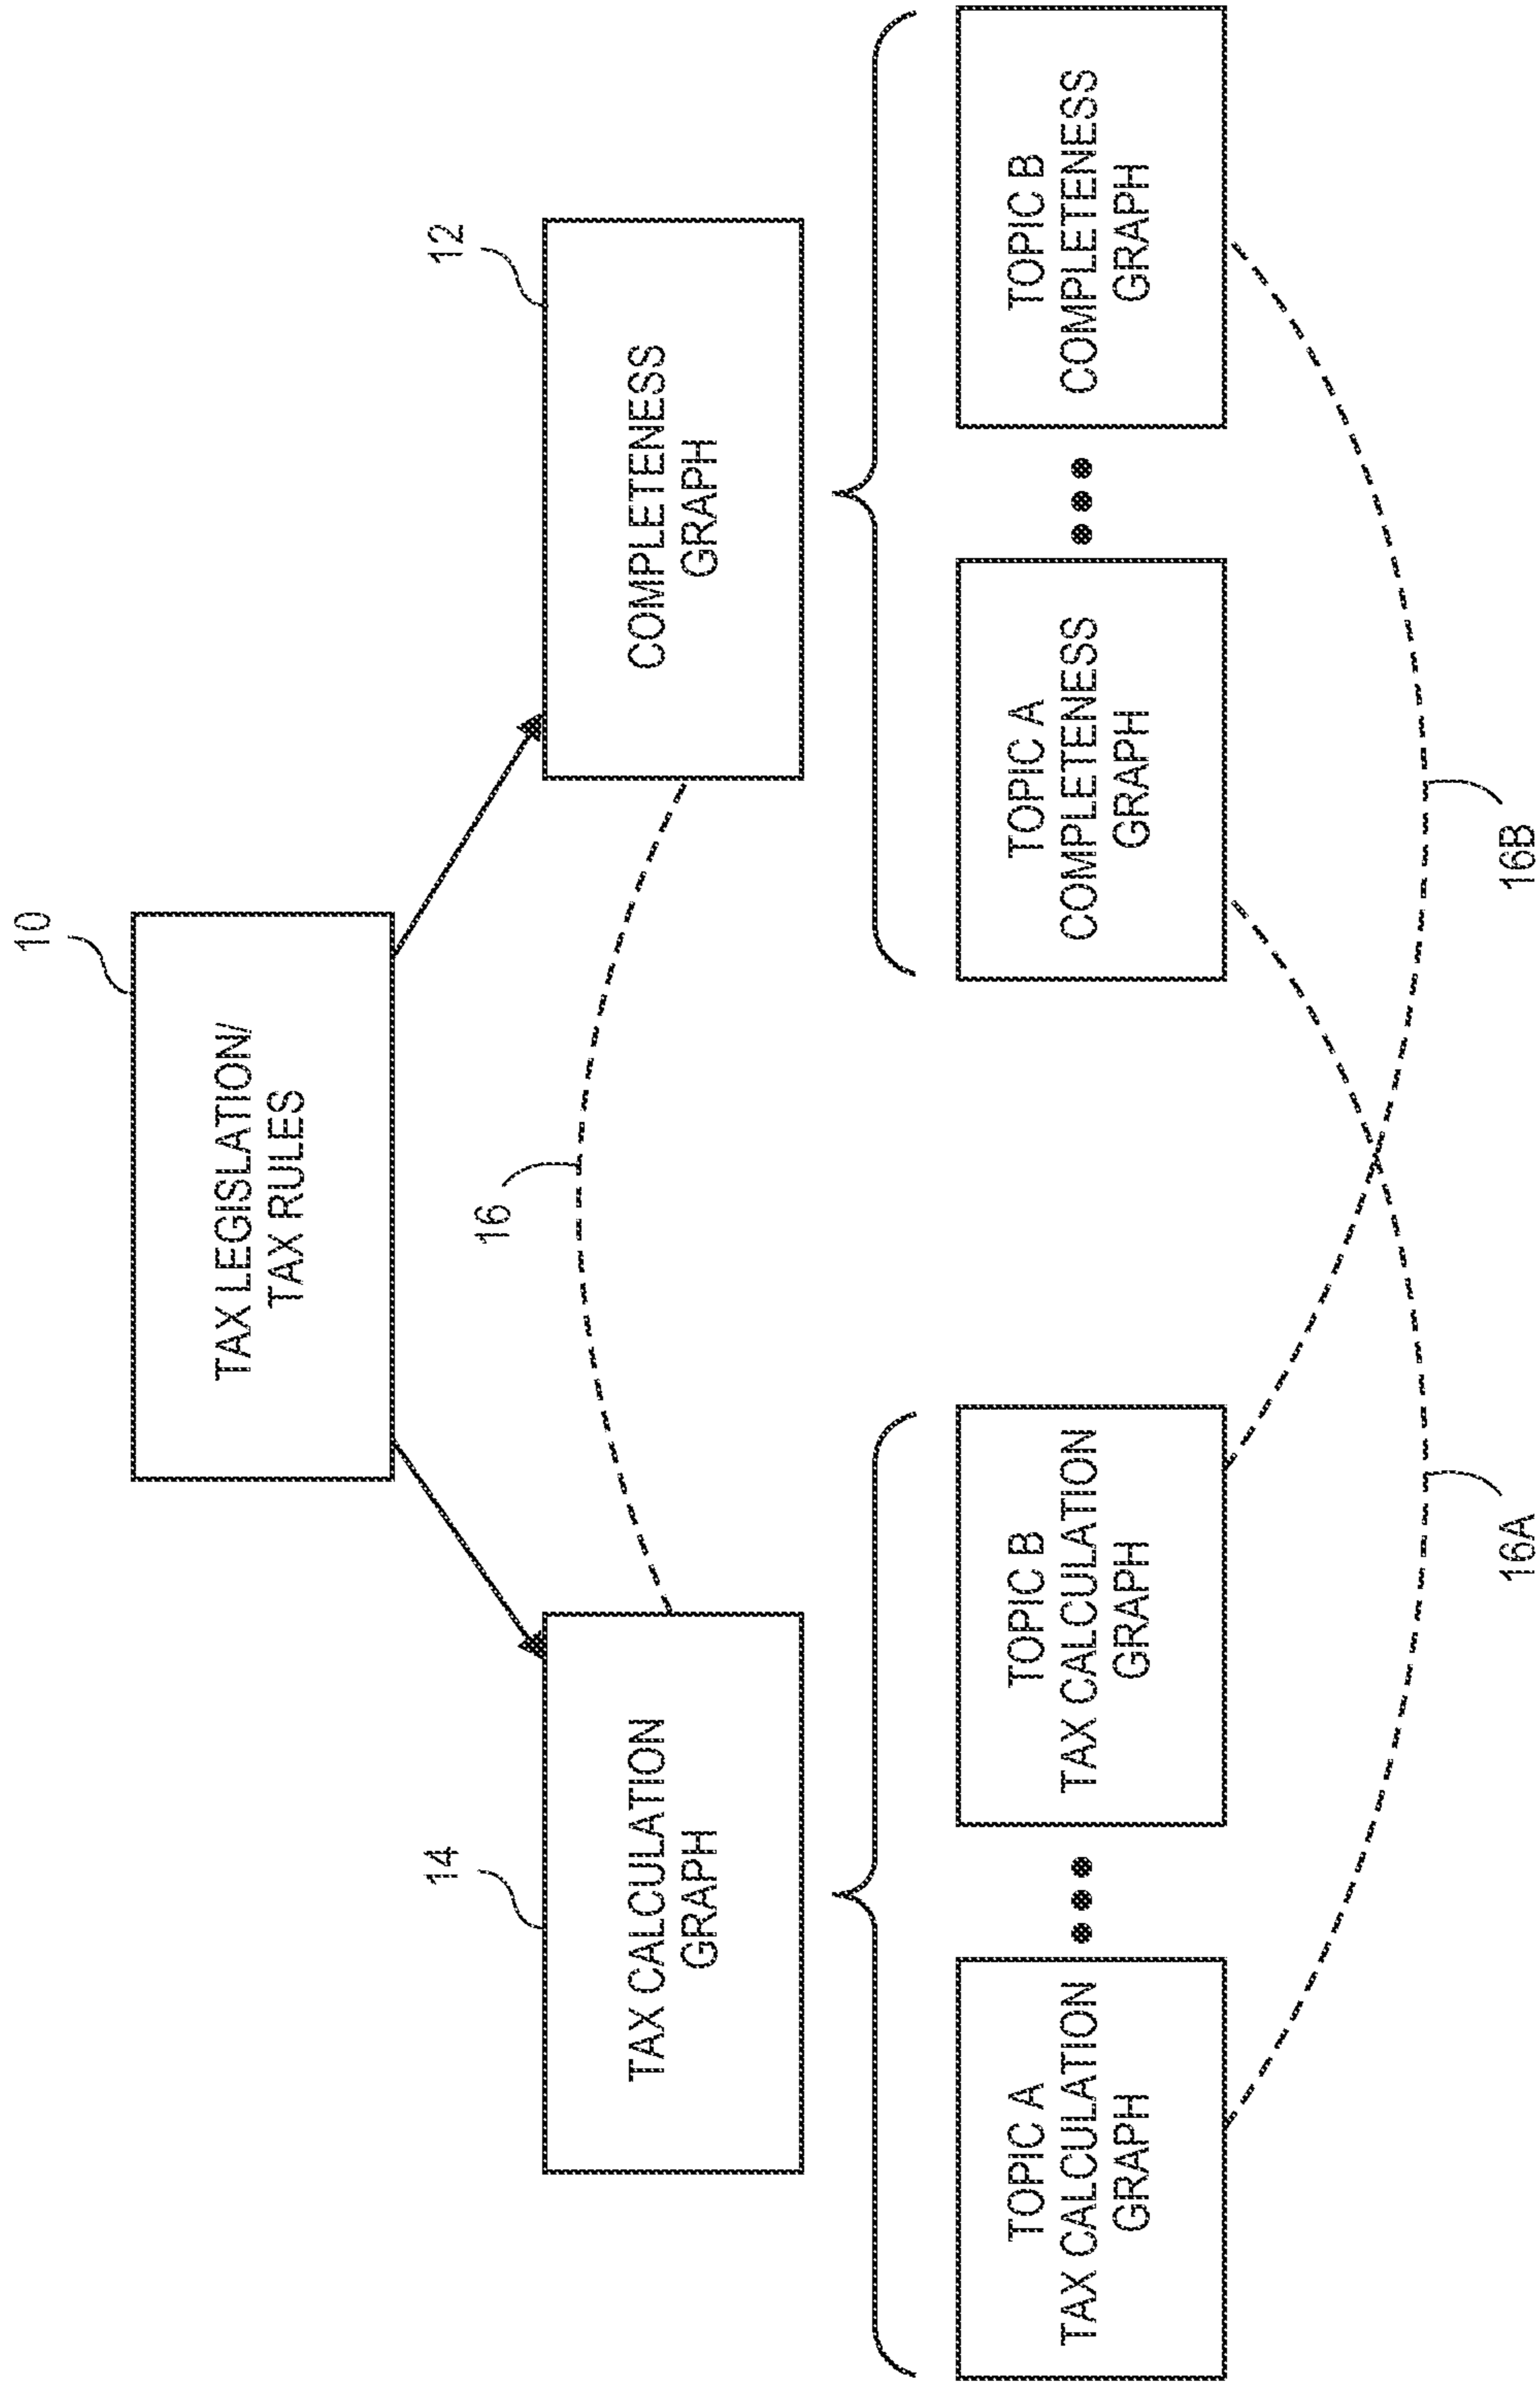 10
TAX LEGISLATION/
TAX RULES
14
TAX CALCULATION
GRAPH
16
12
COMPLETENESS
GRAPH
TOPIC A
TAX CALCULATION
GRAPH
TOPIC B
TAX CALCULATION
GRAPH
TOPIC A
COMPLETENESS
GRAPH
TOPIC B
COMPLETENESS
GRAPH
16A
16B